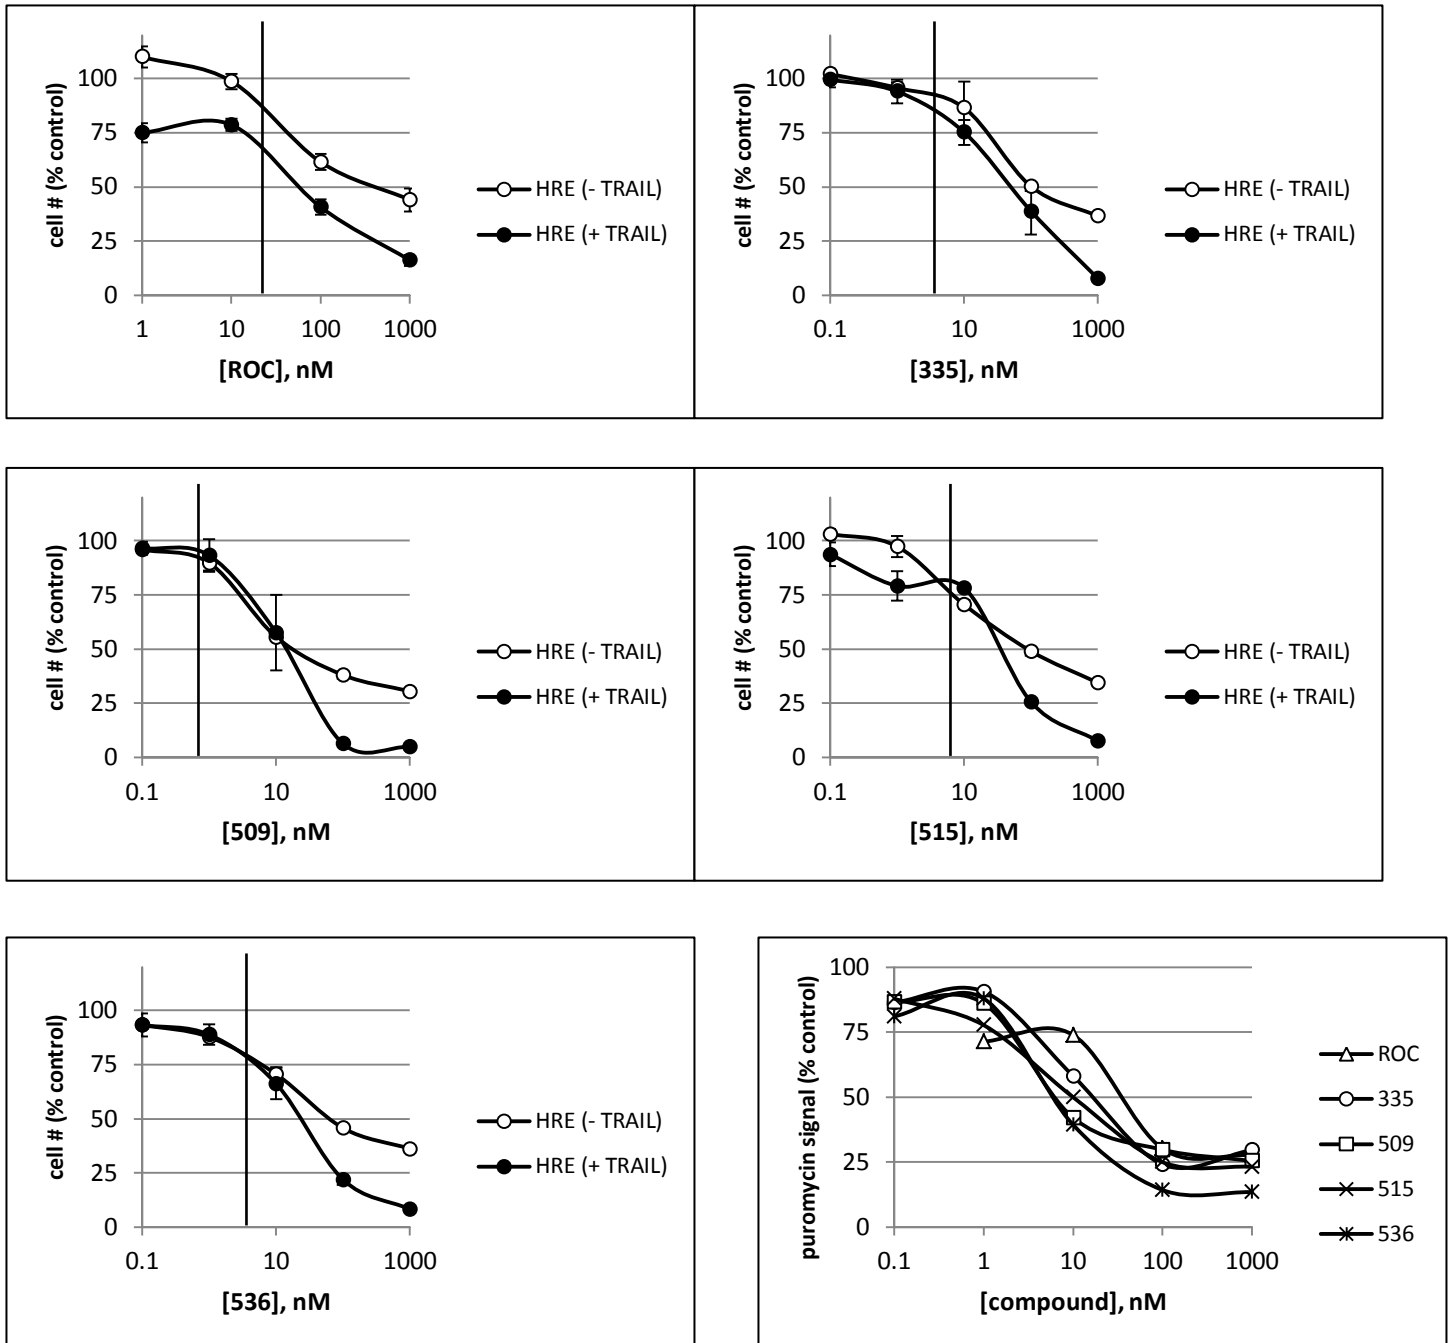 cell # (% control)
100
75
50
25
0
1 10 100 1000
[ROC], nM
HRE (- TRAIL)
HRE (+ TRAIL)
cell # (% control)
100
75
50
25
0
0.1 10 1000
[335], nM
HRE (- TRAIL)
HRE (+ TRAIL)
cell # (% control)
100
75
50
25
0
0.1 10 1000
[509], nM
HRE (- TRAIL)
HRE (+ TRAIL)
cell # (% control)
100
75
50
25
0
0.1 10 1000
[515], nM
HRE (- TRAIL)
HRE (+ TRAIL)
cell # (% control)
100
75
50
25
0
0.1 10 1000
[536], nM
HRE (- TRAIL)
HRE (+ TRAIL)
puromycin signal (% control)
100
75
50
25
0
0.1 1 10 100 1000
[compound], nM
ROC
335
509
515
536